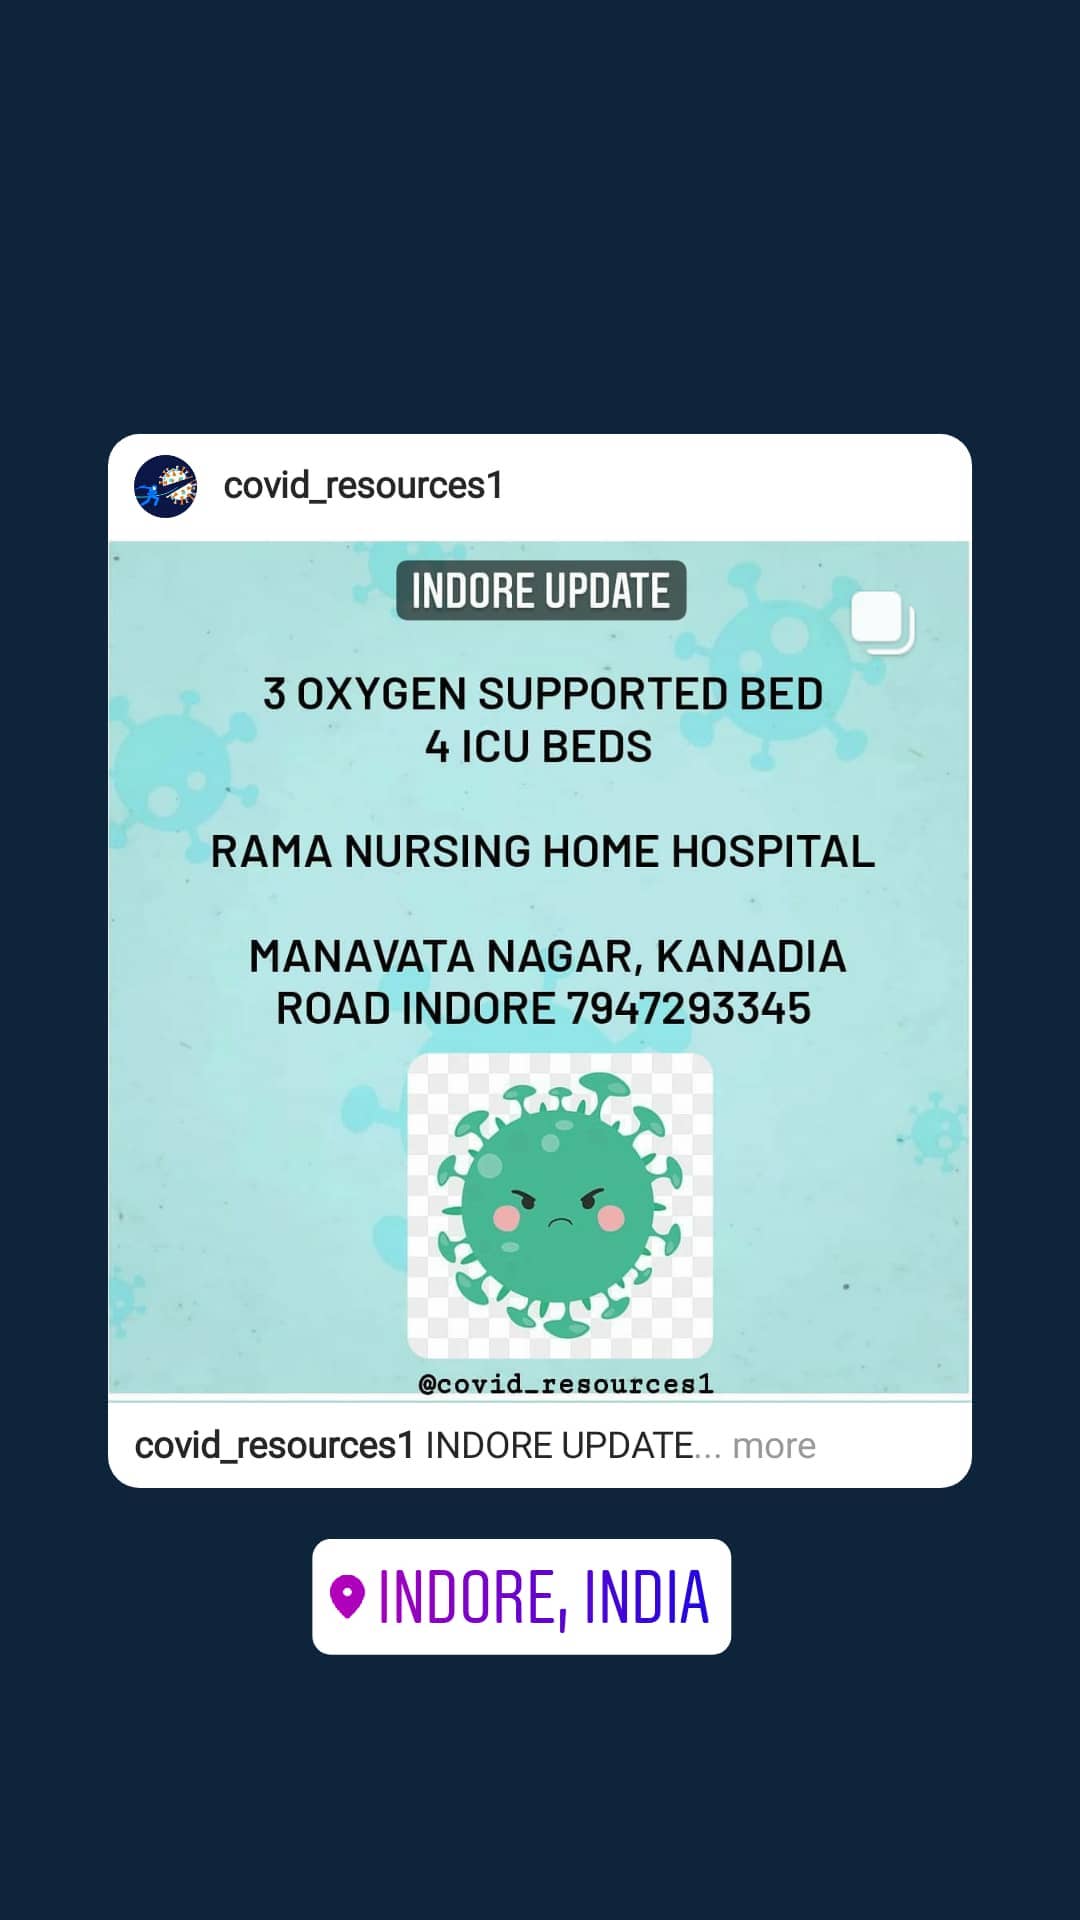 covid_resources1
INDORE UPDATE
3 OXYGEN SUPPORTED BED
4 ICU BEDS
RAMA NURSING HOME HOSPITAL
MANAVATA NAGAR, KANADIA
ROAD INDORE 7947293345
@covid_resources1
covid_resources1 INDORE UPDATE... more
INDORE, INDIA